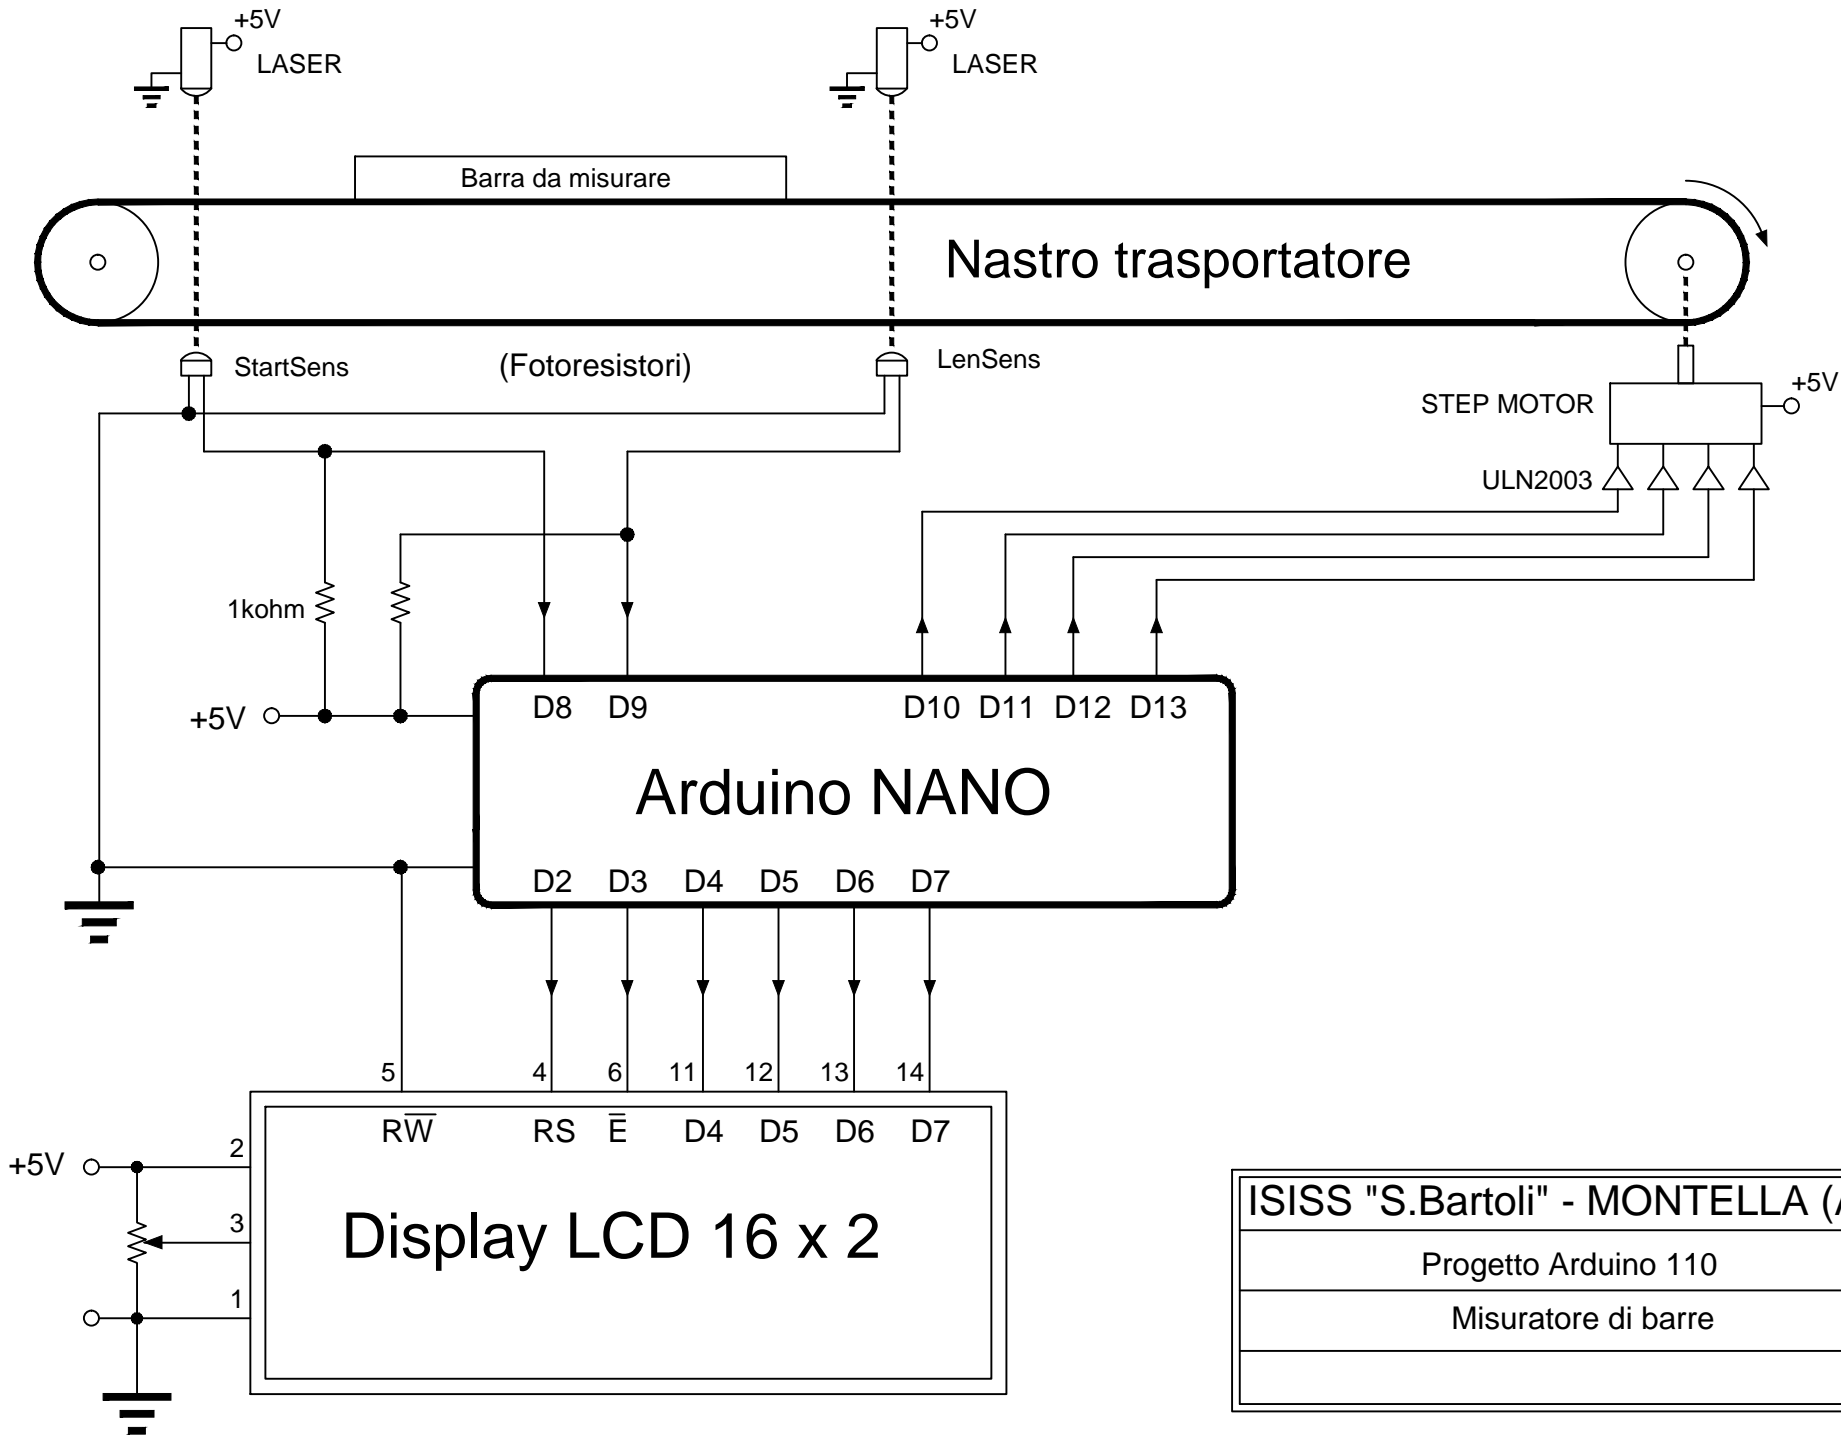 +5V
LASER
+5V
LASER
Barra da misurare
Nastro trasportatore
StartSens
(Fotoresistori)
LenSens
STEP MOTOR
+5V
ULN2003
1kohm
+5V
D8 D9 D10 D11 D12 D13
Arduino NANO
D2 D3 D4 D5 D6 D7
5 4 6 11 12 13 14
RW RS E D4 D5 D6 D7
+5V
2
3
1
Display LCD 16 x 2
ISISS "S.Bartoli" - MONTELLA (A
Progetto Arduino 110
Misuratore di barre